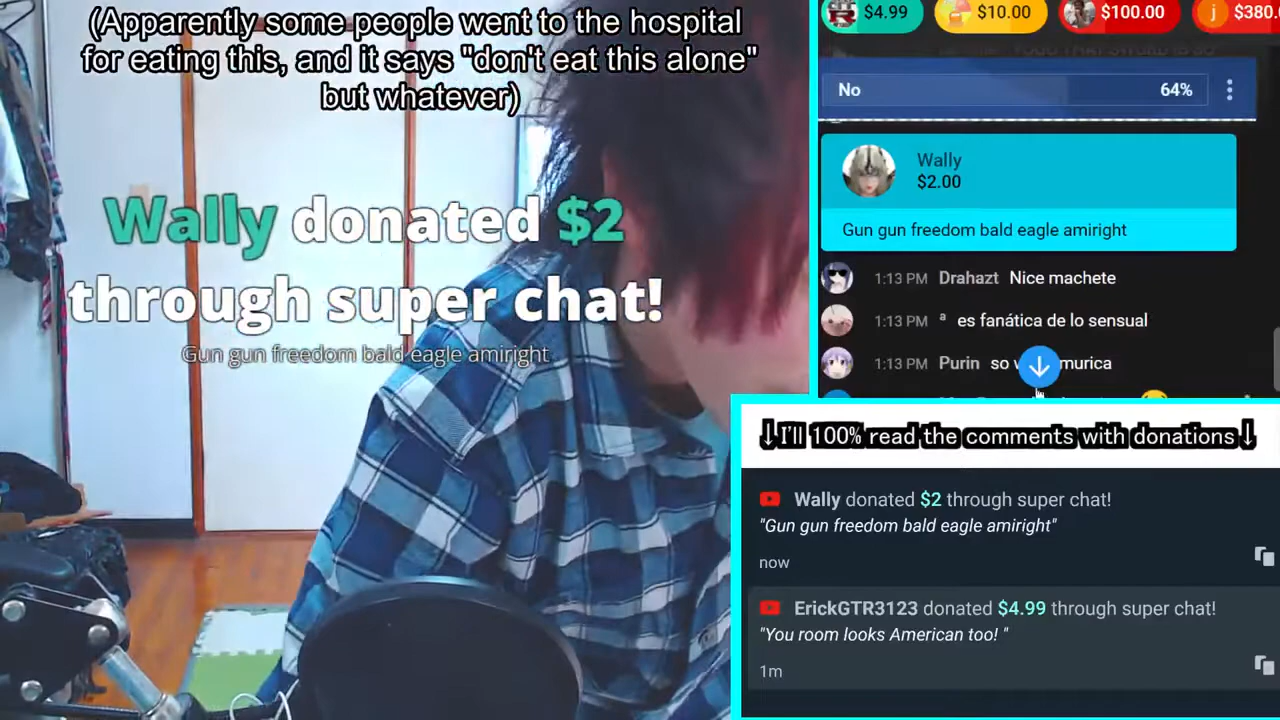 (Apparently some people went to the hospital
for eating this, and it says "don't eat this alone"
but whatever)
Wally donated $2
through super chat!
Gun gun freedom bald eagle amiright
$4.99
$10.00
$100.00
j $380.
No 64%
Wally
$2.00
Gun gun freedom bald eagle amiright
1:13 PM Drahazt Nice machete
1:13 PM ª es fanática de lo sensual
1:13 PM Purin so murica
↓I'll 100% read the comments with donations↓
Wally donated $2 through super chat!
"Gun gun freedom bald eagle amiright"
now
ErickGTR3123 donated $4.99 through super chat!
"You room looks American too! "
1m